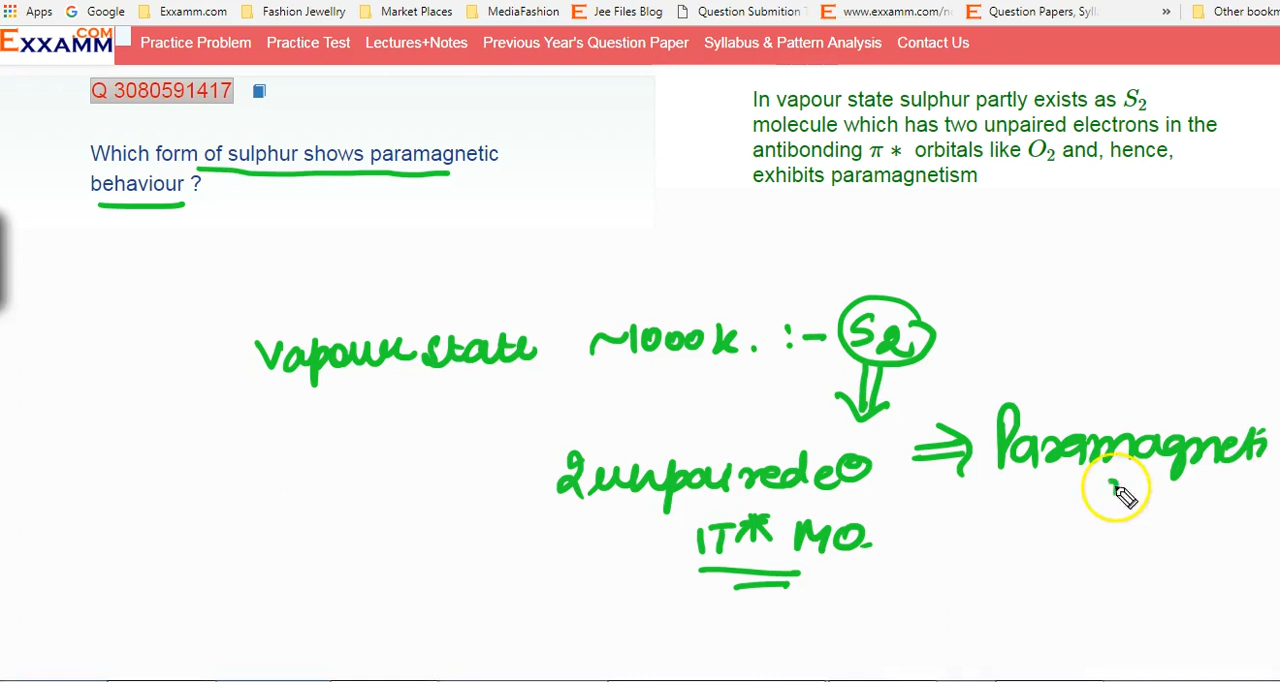 Apps Google Exxamm.com Fashion Jewellry Market Places MediaFashion Jee Files Blog Question Submition www.exxamm.com/n Question Papers, Syll » Other bookm
EXXAMM .COM Practice Problem Practice Test Lectures+Notes Previous Year's Question Paper Syllabus & Pattern Analysis Contact Us
Q 3080591417
Which form of sulphur shows paramagnetic
behaviour ?
In vapour state sulphur partly exists as S₂
molecule which has two unpaired electrons in the
antibonding π * orbitals like O₂ and, hence,
exhibits paramagnetism
vapour state ~1000k. :- S₂
2 unpaired e⊖ ⇒ Paramagneti
π* MO